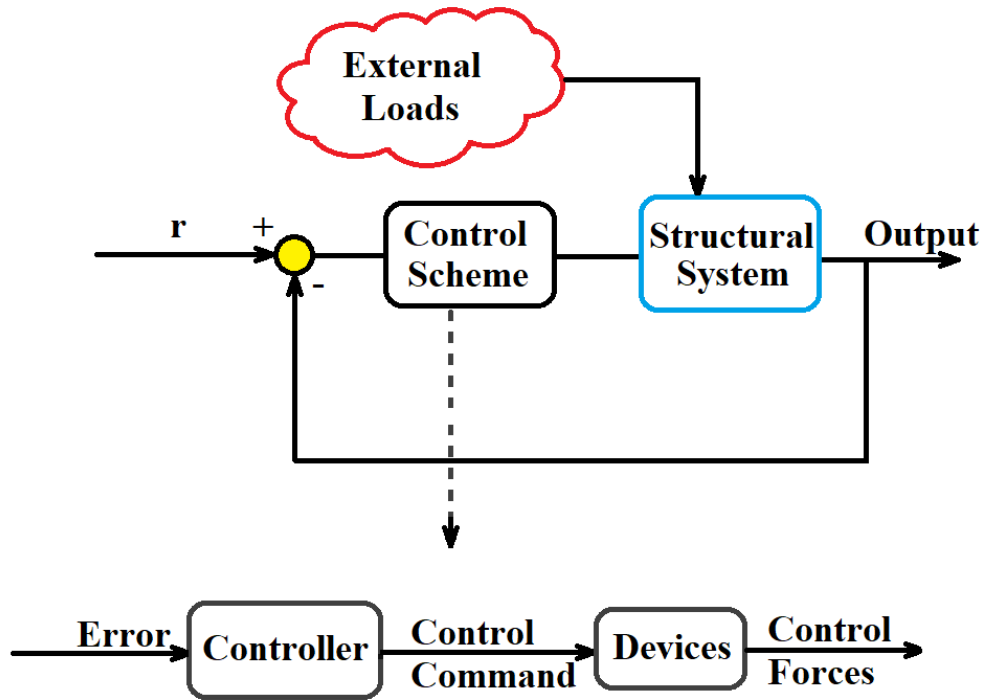 External
Loads
r
+
-
Control
Scheme
Structural
System
Output
Error
Controller
Control
Command
Devices
Control
Forces